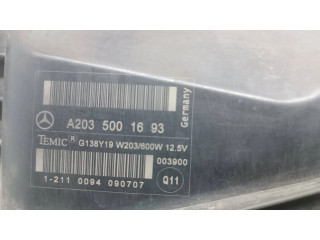 A203 500 16 93
Germany
TEMIC R G138Y19 W203/600W 12.5V
003900
Q11
1-211 0094 090707